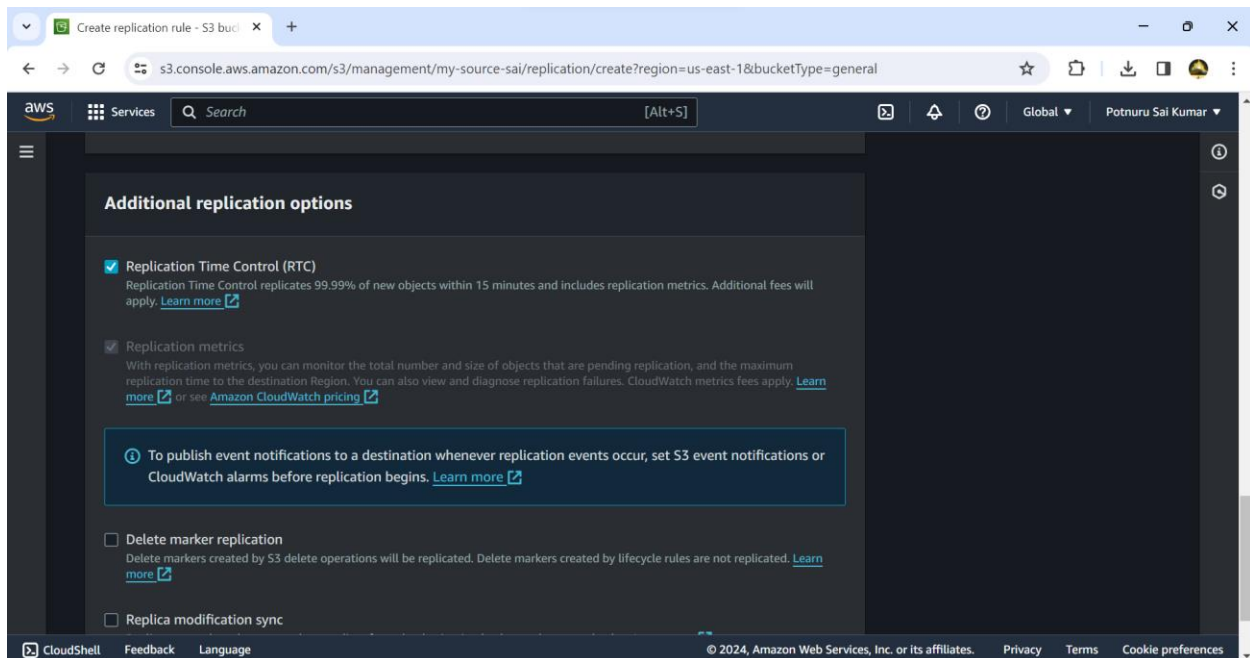 Create replication rule - S3 buc
s3.console.aws.amazon.com/s3/management/my-source-sai/replication/create?region=us-east-1&bucketType=general
aws Services Search [Alt+S] Global Potnuru Sai Kumar
Additional replication options
Replication Time Control (RTC)
Replication Time Control replicates 99.99% of new objects within 15 minutes and includes replication metrics. Additional fees will
apply. Learn more
Replication metrics
With replication metrics, you can monitor the total number and size of objects that are pending replication, and the maximum
replication time to the destination Region. You can also view and diagnose replication failures. CloudWatch metrics fees apply. Learn
more or see Amazon CloudWatch pricing
To publish event notifications to a destination whenever replication events occur, set S3 event notifications or
CloudWatch alarms before replication begins. Learn more
Delete marker replication
Delete markers created by S3 delete operations will be replicated. Delete markers created by lifecycle rules are not replicated. Learn
more
Replica modification sync
CloudShell Feedback Language © 2024, Amazon Web Services, Inc. or its affiliates. Privacy Terms Cookie preferences